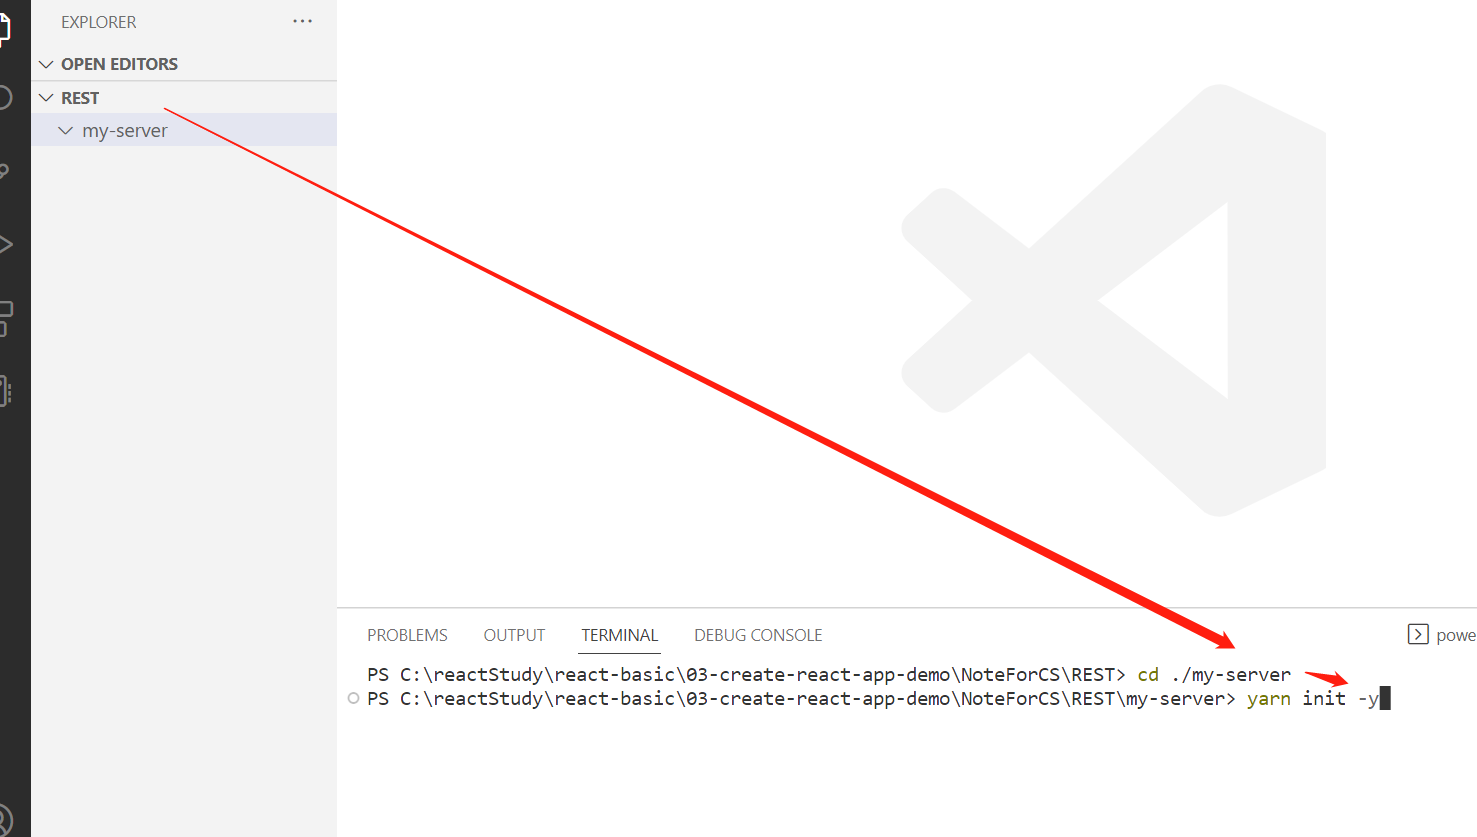 EXPLORER
OPEN EDITORS
REST
my-server
PROBLEMS OUTPUT TERMINAL DEBUG CONSOLE powe
PS C:\reactStudy\react-basic\03-create-react-app-demo\NoteForCS\REST> cd ./my-server
PS C:\reactStudy\react-basic\03-create-react-app-demo\NoteForCS\REST\my-server> yarn init -y